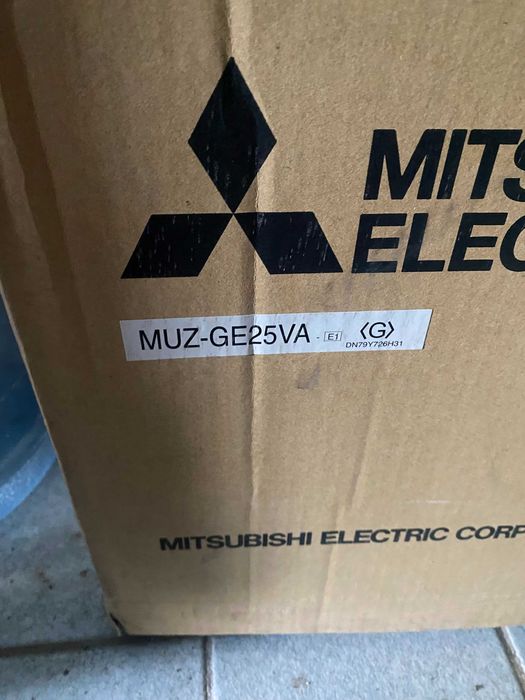 MITS
ELEC
MUZ-GE25VA - E1 ⟨G⟩
DN79Y726H31
MITSUBISHI ELECTRIC CORP